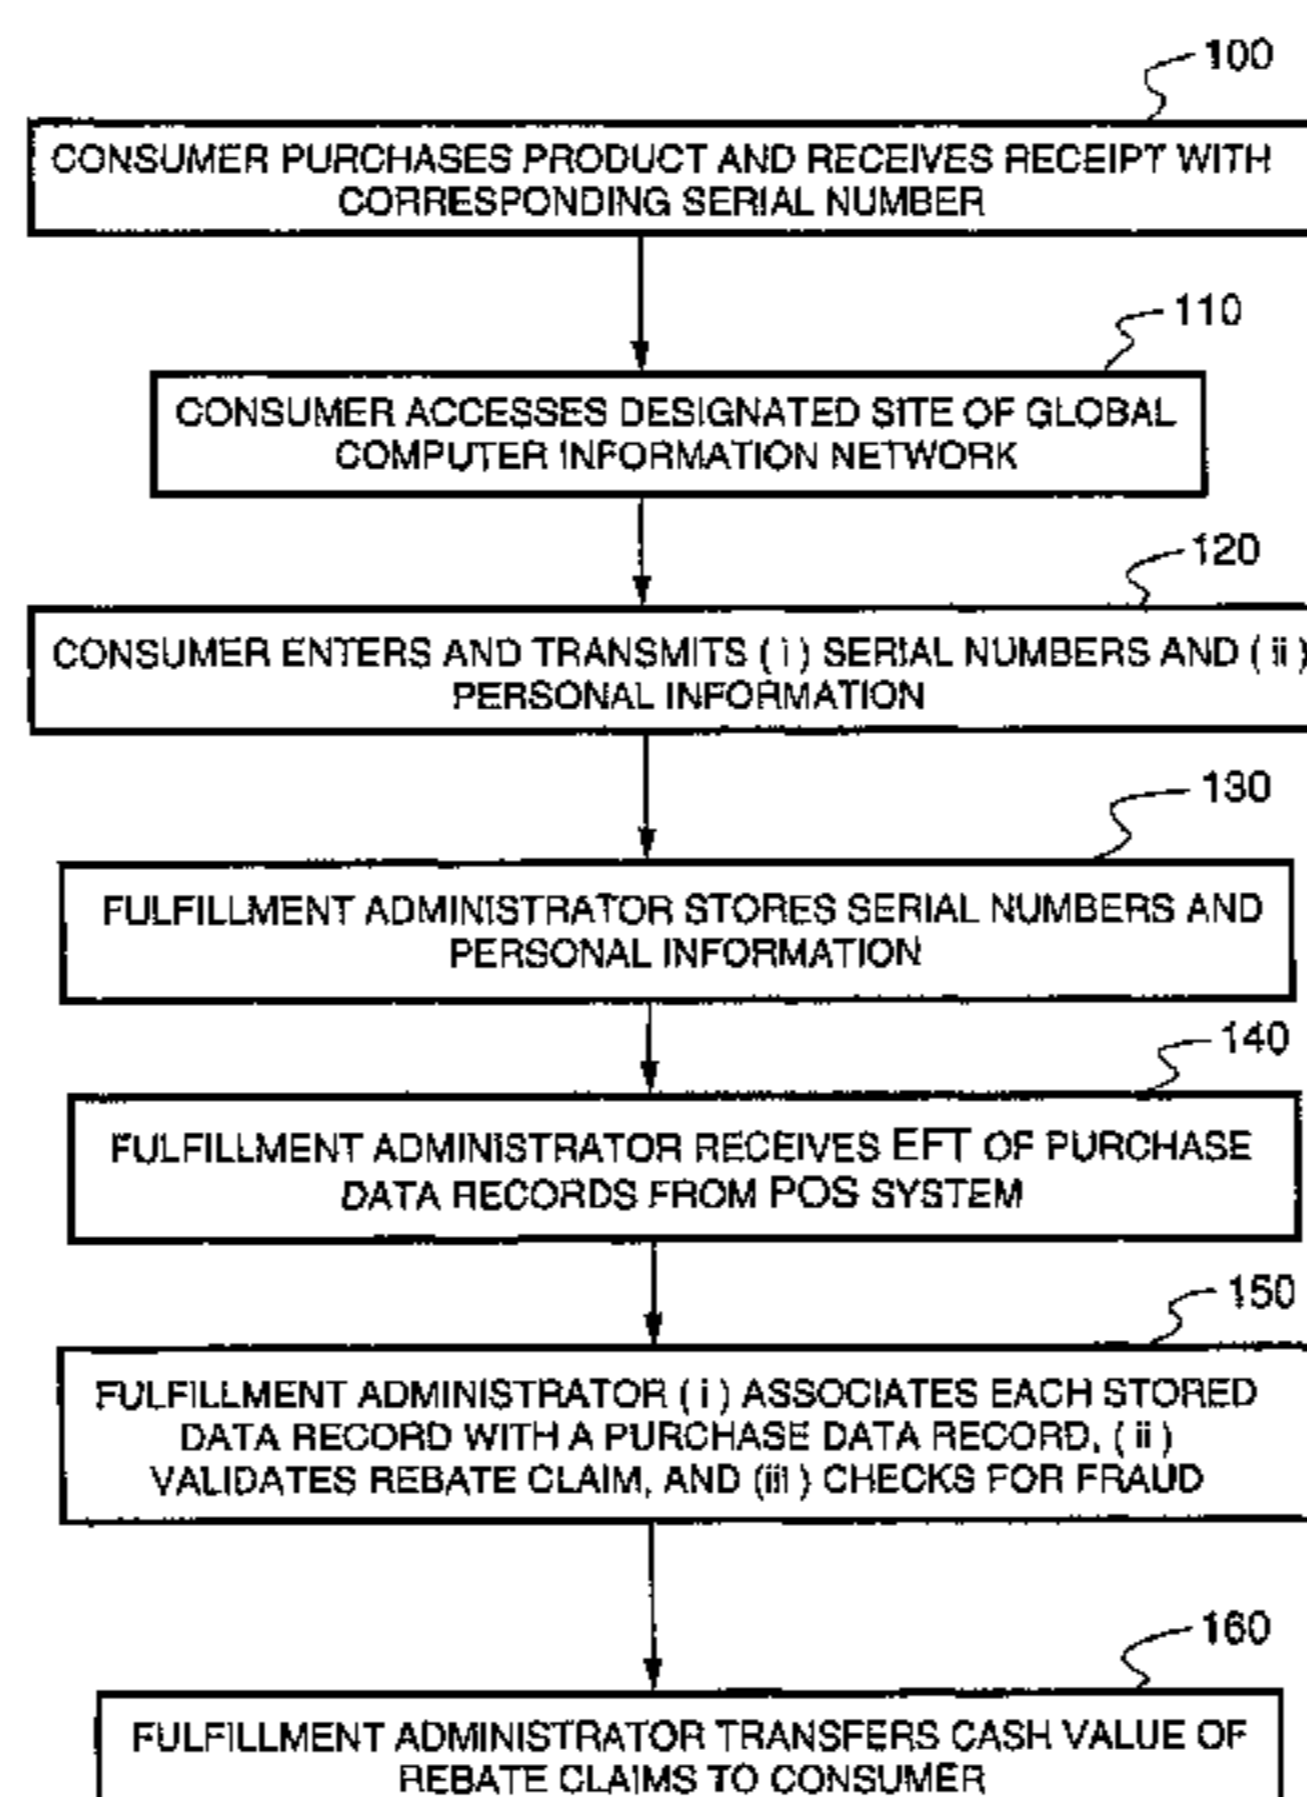 100
CONSUMER PURCHASES PRODUCT AND RECEIVES RECEIPT WITH
CORRESPONDING SERIAL NUMBER
110
CONSUMER ACCESSES DESIGNATED SITE OF GLOBAL
COMPUTER INFORMATION NETWORK
120
CONSUMER ENTERS AND TRANSMITS ( i ) SERIAL NUMBERS AND ( ii )
PERSONAL INFORMATION
130
FULFILLMENT ADMINISTRATOR STORES SERIAL NUMBERS AND
PERSONAL INFORMATION
140
FULFILLMENT ADMINISTRATOR RECEIVES EFT OF PURCHASE
DATA RECORDS FROM POS SYSTEM
150
FULFILLMENT ADMINISTRATOR ( i ) ASSOCIATES EACH STORED
DATA RECORD WITH A PURCHASE DATA RECORD, ( ii )
VALIDATES REBATE CLAIM, AND (iii ) CHECKS FOR FRAUD
160
FULFILLMENT ADMINISTRATOR TRANSFERS CASH VALUE OF
REBATE CLAIMS TO CONSUMER